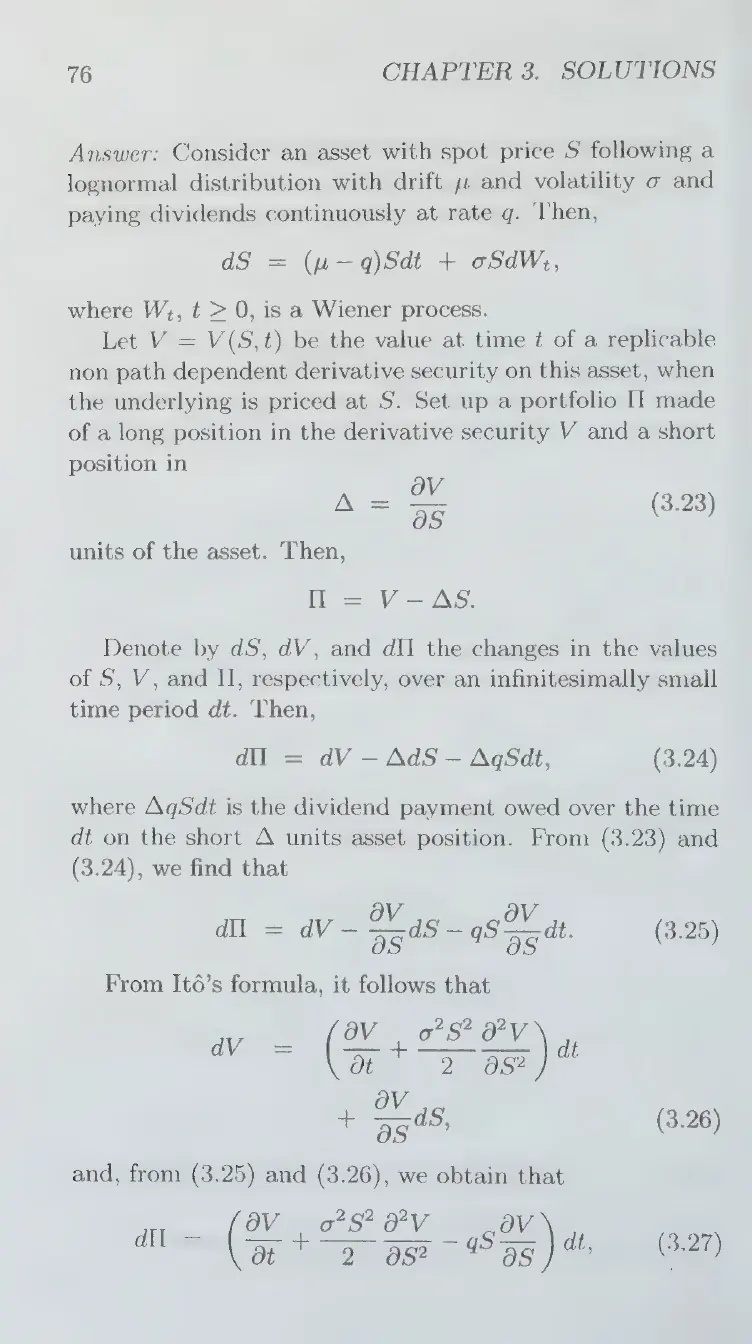 76 CHAPTER 3. SOLUTIONS
Answer: Consider an asset with spot price S following a
lognormal distribution with drift μ and volatility σ and
paying dividends continuously at rate q. Then,
dS = (μ − q)Sdt + σSdWₜ,
where Wₜ, t ≥ 0, is a Wiener process.
Let V = V(S, t) be the value at time t of a replicable
non path dependent derivative security on this asset, when
the underlying is priced at S. Set up a portfolio Π made
of a long position in the derivative security V and a short
position in
Δ = ∂V/∂S (3.23)
units of the asset. Then,
Π = V − ΔS.
Denote by dS, dV, and dΠ the changes in the values
of S, V, and Π, respectively, over an infinitesimally small
time period dt. Then,
dΠ = dV − ΔdS − ΔqSdt, (3.24)
where ΔqSdt is the dividend payment owed over the time
dt on the short Δ units asset position. From (3.23) and
(3.24), we find that
dΠ = dV − ∂V/∂S dS − qS ∂V/∂S dt. (3.25)
From Itô's formula, it follows that
dV = (∂V/∂t + σ²S²/2 ∂²V/∂S²) dt
+ ∂V/∂S dS, (3.26)
and, from (3.25) and (3.26), we obtain that
dΠ = (∂V/∂t + σ²S²/2 ∂²V/∂S² − qS ∂V/∂S) dt, (3.27)